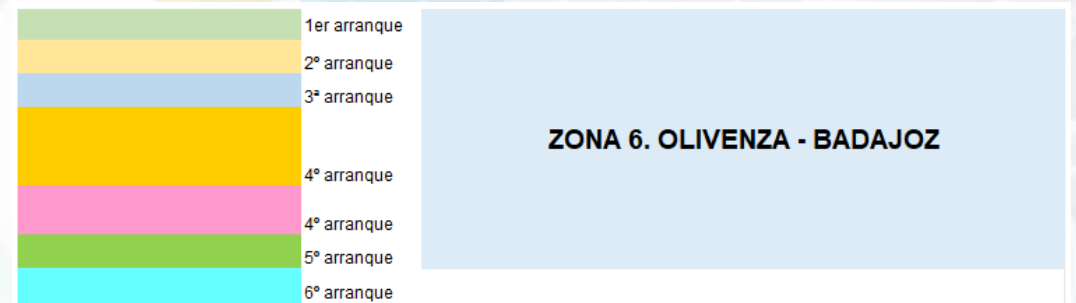 1er arranque
2º arranque
3ª arranque
ZONA 6. OLIVENZA - BADAJOZ
4º arranque
4º arranque
5º arranque
6º arranque